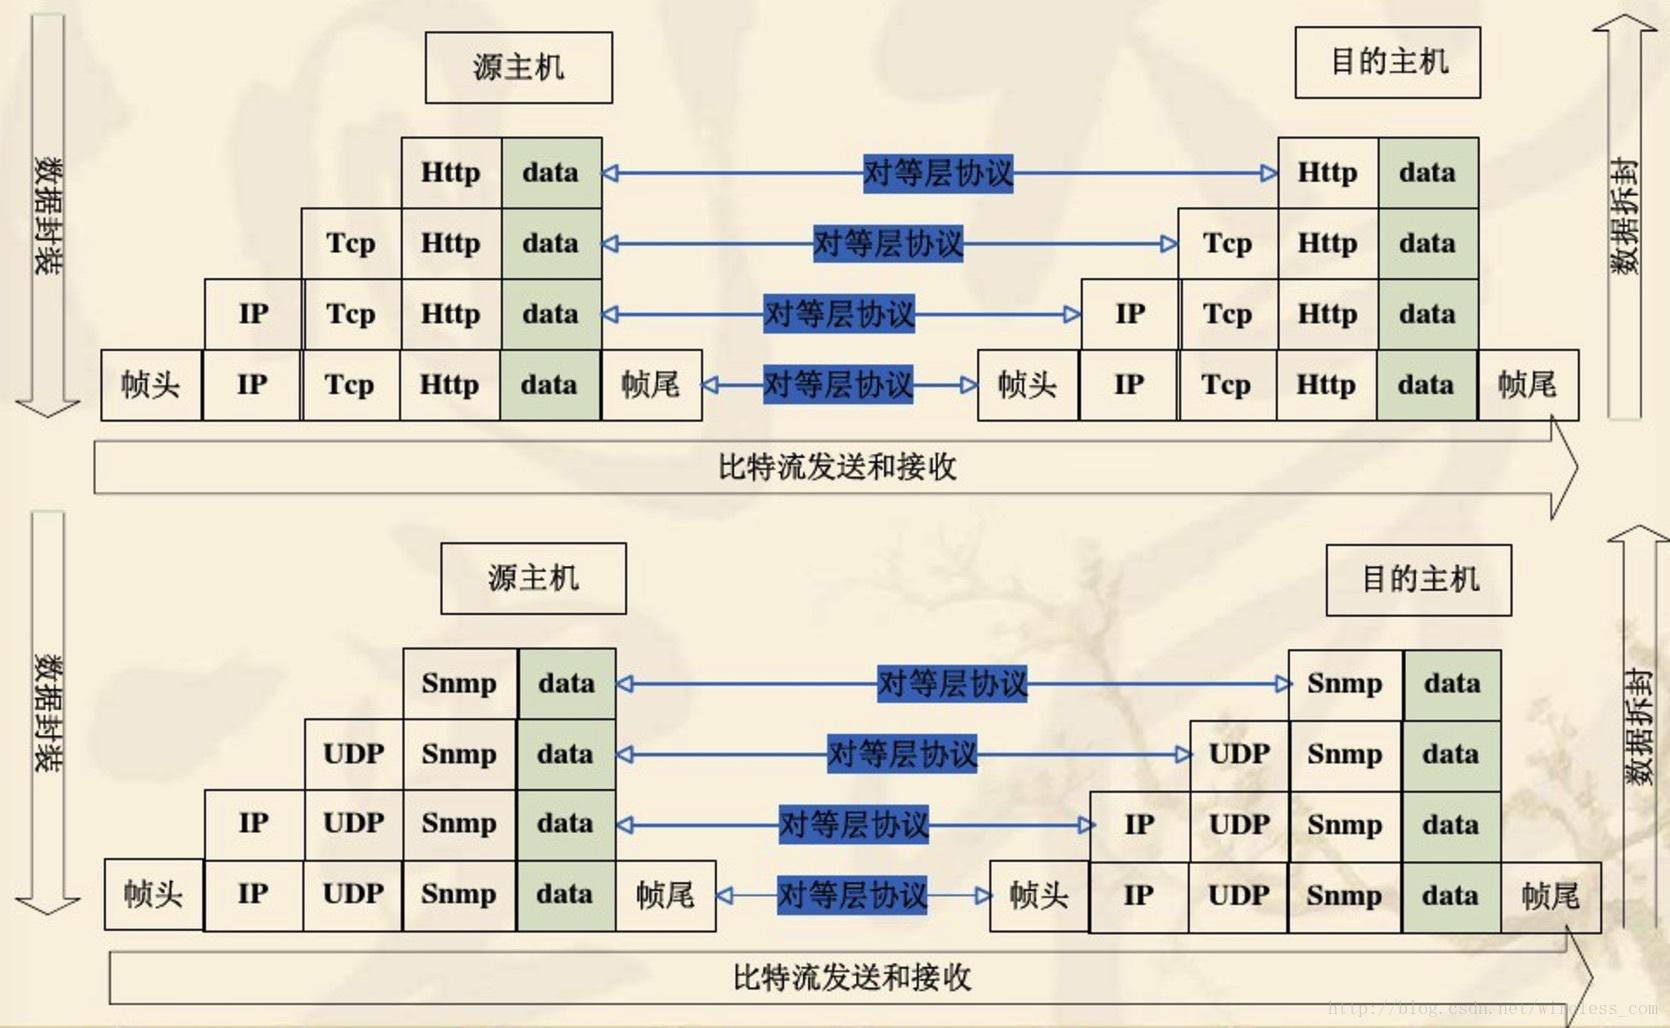 源主机
目的主机
数据封装
数据拆封
Http data 对等层协议 Http data
Tcp Http data 对等层协议 Tcp Http data
IP Tcp Http data 对等层协议 IP Tcp Http data
帧头 IP Tcp Http data 帧尾 对等层协议 帧头 IP Tcp Http data 帧尾
比特流发送和接收
源主机
目的主机
数据封装
数据拆封
Snmp data 对等层协议 Snmp data
UDP Snmp data 对等层协议 UDP Snmp data
IP UDP Snmp data 对等层协议 IP UDP Snmp data
帧头 IP UDP Snmp data 帧尾 对等层协议 帧头 IP UDP Snmp data 帧尾
比特流发送和接收
http://blog.csdn.net/wireless_com